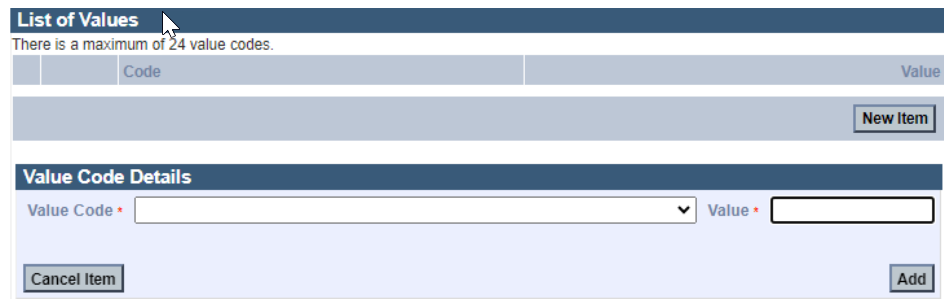 List of Values
There is a maximum of 24 value codes.
Code Value
New Item
Value Code Details
Value Code * Value *
Cancel Item Add